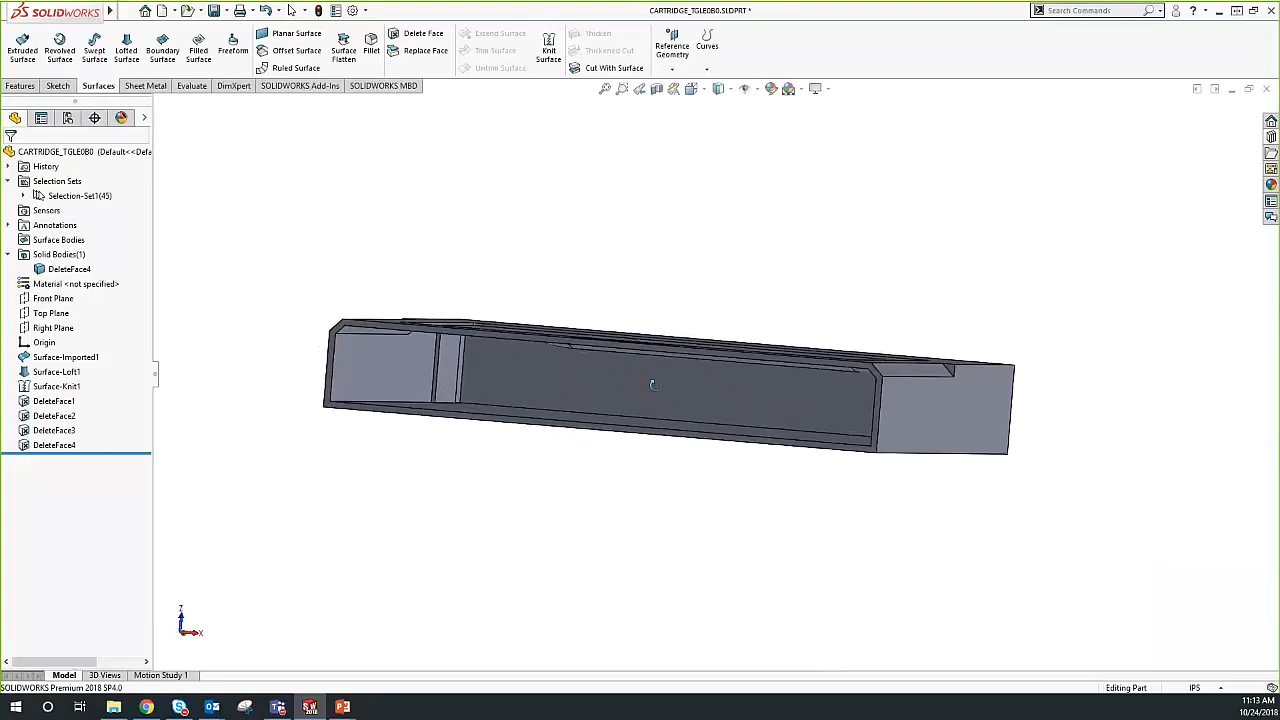 SOLIDWORKS
CARTRIDGE_TGLE0B0.SLDPRT *
Search Commands
?
Extruded Surface
Revolved Surface
Swept Surface
Lofted Surface
Boundary Surface
Filled Surface
Freeform
Planar Surface
Offset Surface
Ruled Surface
Surface Flatten
Fillet
Delete Face
Replace Face
Extend Surface
Trim Surface
Untrim Surface
Knit Surface
Thicken
Thickened Cut
Cut With Surface
Reference Geometry
Curves
Features
Sketch
Surfaces
Sheet Metal
Evaluate
DimXpert
SOLIDWORKS Add-Ins
SOLIDWORKS MBD
CARTRIDGE_TGLE0B0 (Default<<Defa
History
Selection Sets
Selection-Set1(45)
Sensors
Annotations
Surface Bodies
Solid Bodies(1)
DeleteFace4
Material <not specified>
Front Plane
Top Plane
Right Plane
Origin
Surface-Imported1
Surface-Loft1
Surface-Knit1
DeleteFace1
DeleteFace2
DeleteFace3
DeleteFace4
Z
X
Model
3D Views
Motion Study 1
SOLIDWORKS Premium 2018 SP4.0
Editing Part
IPS
11:13 AM
10/24/2018